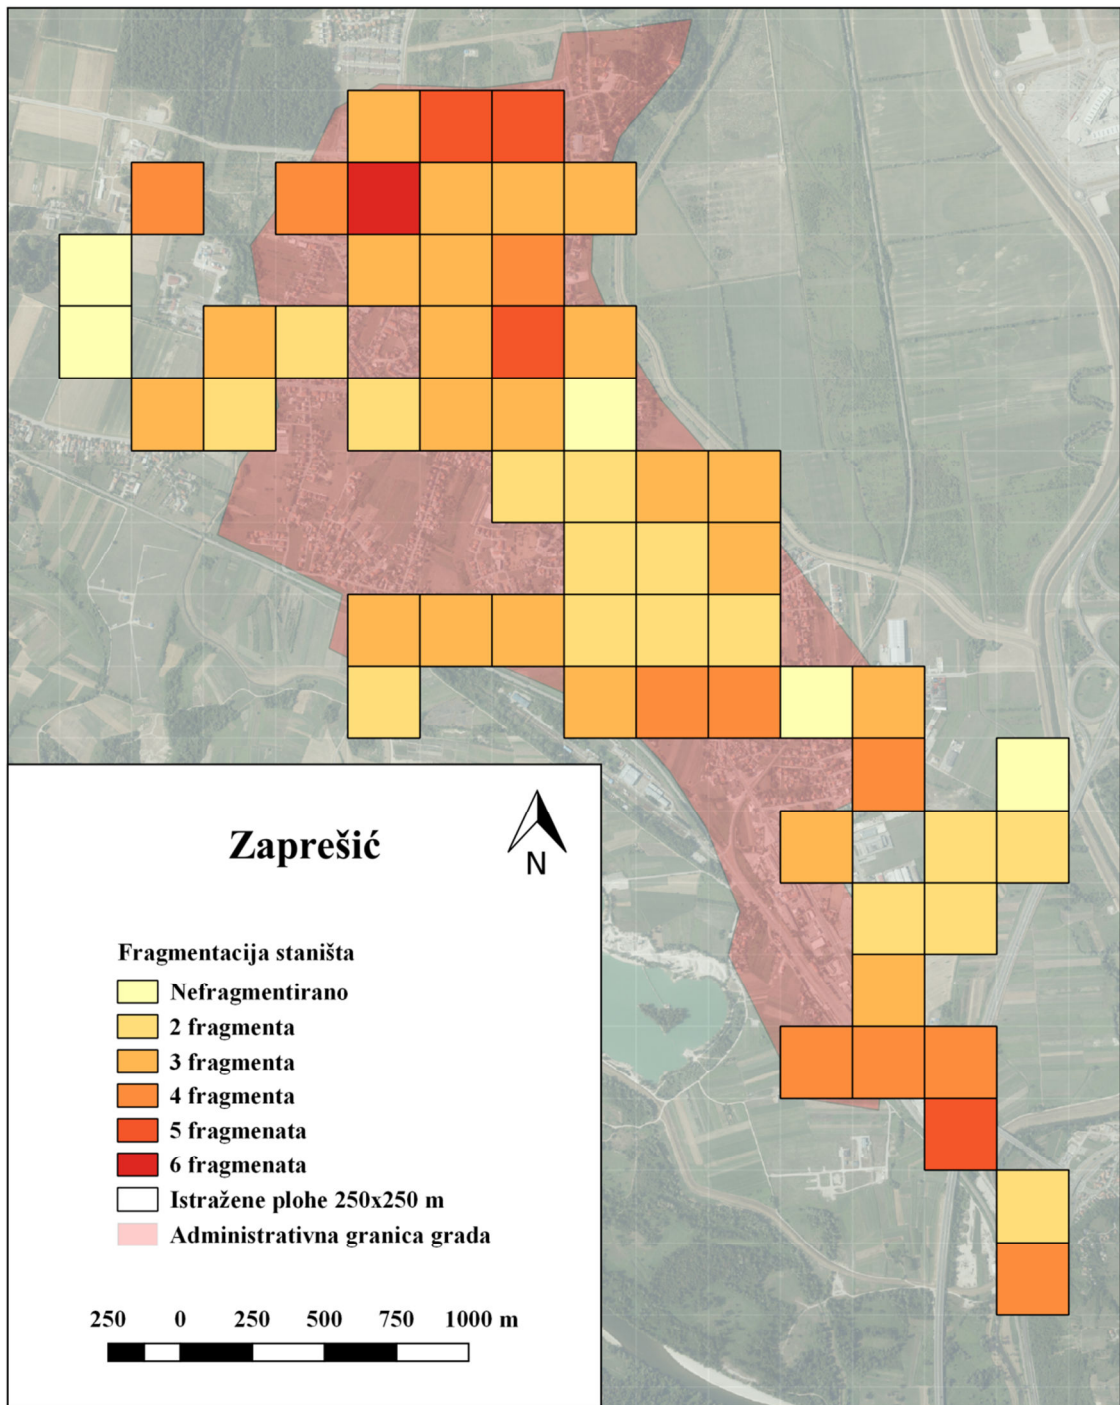 Zaprešić
N
Fragmentacija staništa
Nefragmentirano
2 fragmenta
3 fragmenta
4 fragmenta
5 fragmenata
6 fragmenata
Istražene plohe 250x250 m
Administrativna granica grada
250 0 250 500 750 1000 m